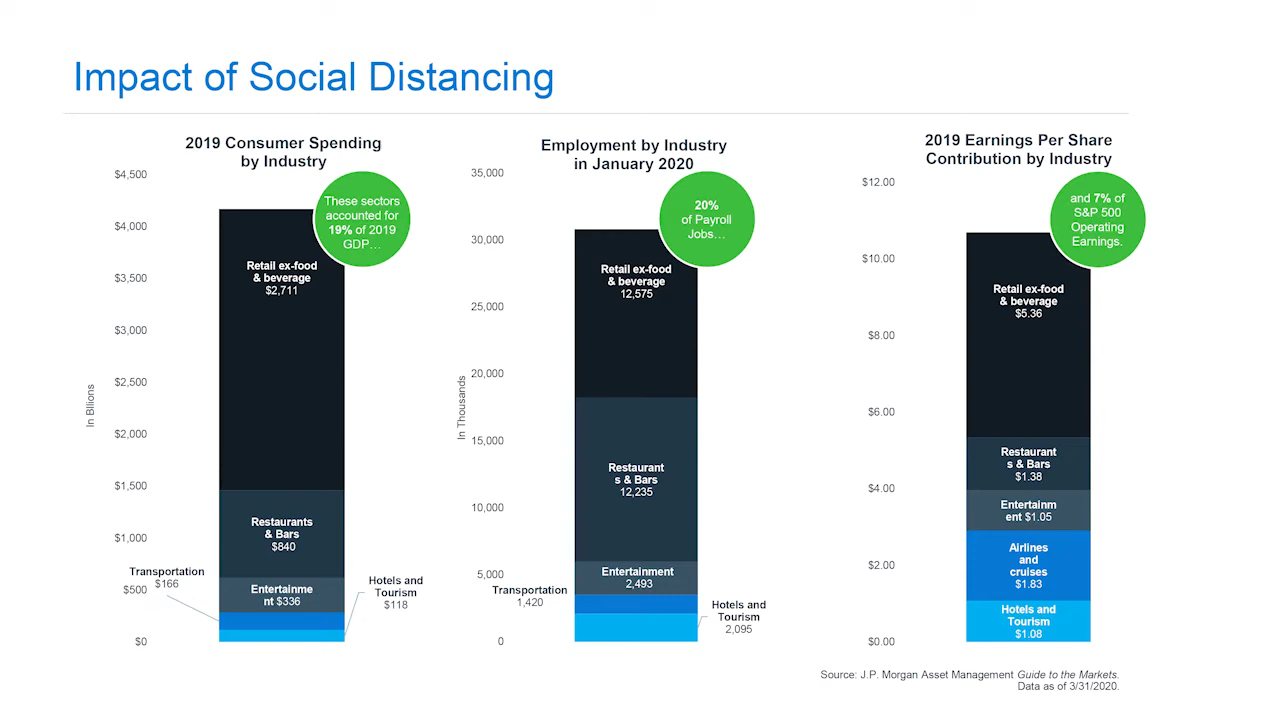 Impact of Social Distancing
2019 Consumer Spending
by Industry
$4,500
$4,000
$3,500
$3,000
$2,500
$2,000
$1,500
$1,000
$500
$0
In Bllions
These sectors
accounted for
19% of 2019
GDP…
Retail ex-food
& beverage
$2,711
Restaurants
& Bars
$840
Entertainme
nt $336
Transportation
$166
Hotels and
Tourism
$118
Employment by Industry
in January 2020
35,000
30,000
25,000
20,000
15,000
10,000
5,000
0
In Thousands
20%
of Payroll
Jobs…
Retail ex-food
& beverage
12,575
Restaurant
s & Bars
12,235
Entertainment
2,493
Transportation
1,420
Hotels and
Tourism
2,095
2019 Earnings Per Share
Contribution by Industry
$12.00
$10.00
$8.00
$6.00
$4.00
$2.00
$0.00
and 7% of
S&P 500
Operating
Earnings.
Retail ex-food
& beverage
$5.36
Restaurant
s & Bars
$1.38
Entertainm
ent $1.05
Airlines
and
cruises
$1.83
Hotels and
Tourism
$1.08
Source: J.P. Morgan Asset Management Guide to the Markets.
Data as of 3/31/2020.